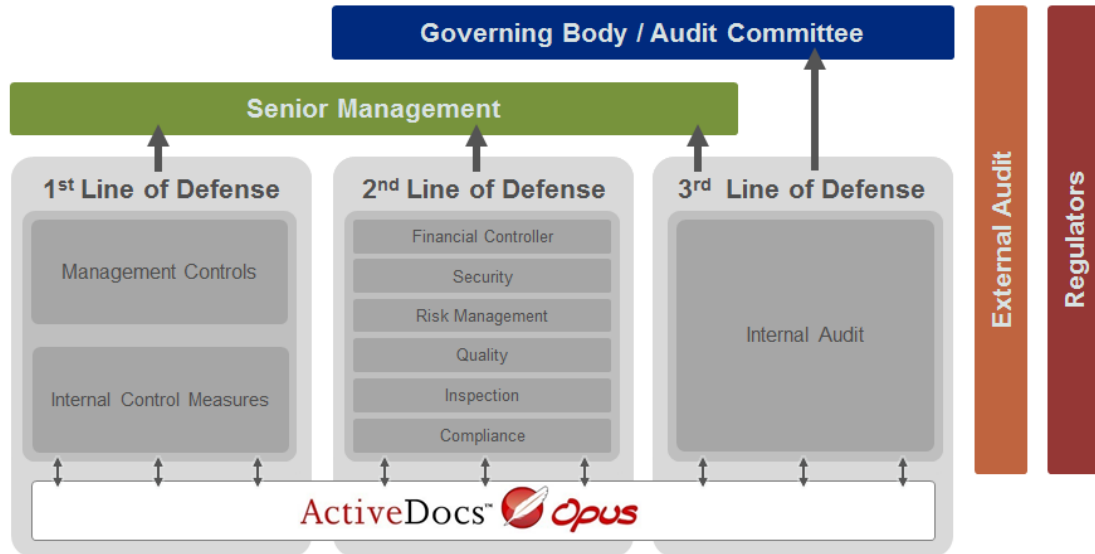 Governing Body / Audit Committee
Senior Management
1st Line of Defense
Management Controls
Internal Control Measures
2nd Line of Defense
Financial Controller
Security
Risk Management
Quality
Inspection
Compliance
3rd Line of Defense
Internal Audit
External Audit
Regulators
ActiveDocs™ Opus